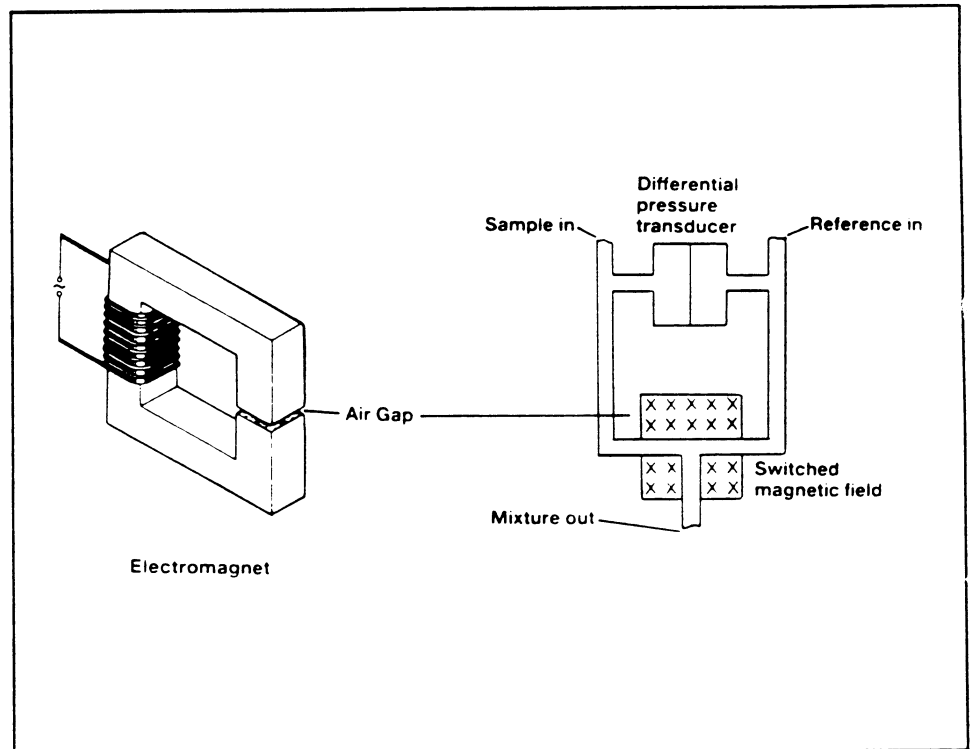 Differential
pressure
transducer
Sample in
Reference in
Air Gap
Switched
magnetic field
Mixture out
Electromagnet